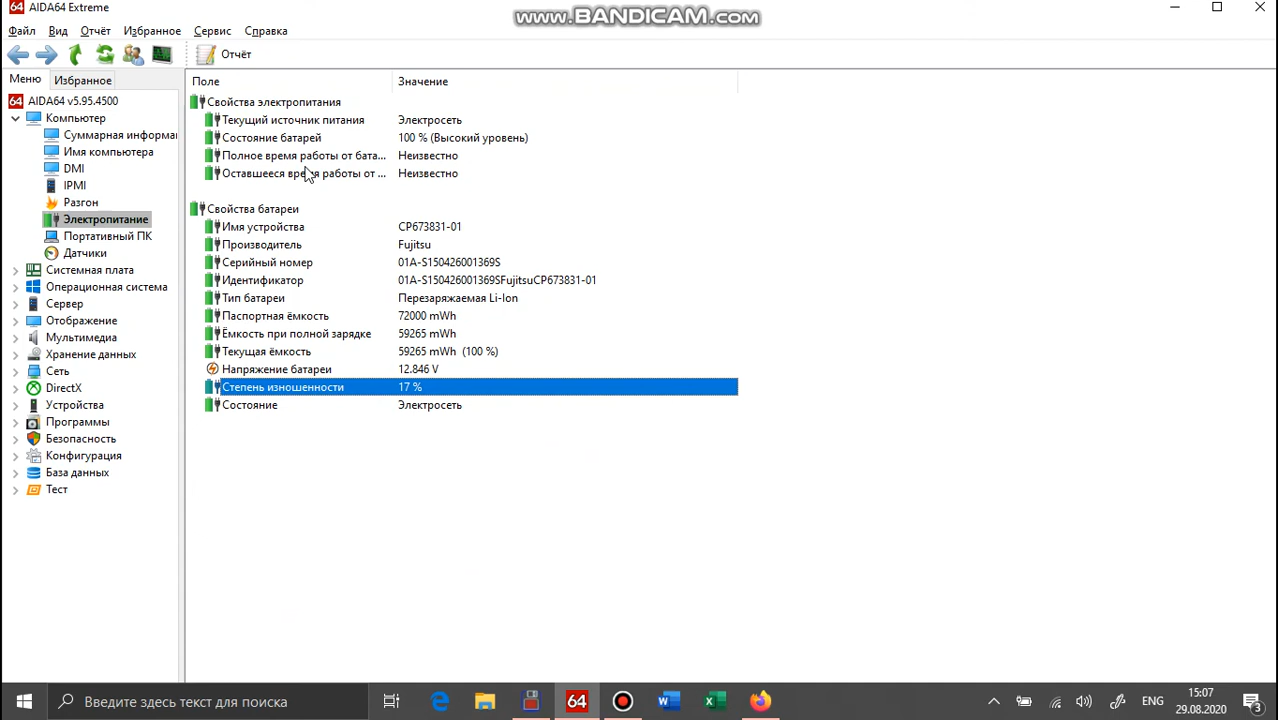 AIDA64 Extreme
www.BANDICAM.com
Файл Вид Отчёт Избранное Сервис Справка
Отчёт
Меню Избранное
Поле Значение
AIDA64 v5.95.4500
Компьютер
Суммарная информа
Имя компьютера
DMI
IPMI
Разгон
Электропитание
Портативный ПК
Датчики
Системная плата
Операционная система
Сервер
Отображение
Мультимедиа
Хранение данных
Сеть
DirectX
Устройства
Программы
Безопасность
Конфигурация
База данных
Тест
Свойства электропитания
Текущий источник питания Электросеть
Состояние батарей 100 % (Высокий уровень)
Полное время работы от бата... Неизвестно
Оставшееся время работы от ... Неизвестно
Свойства батареи
Имя устройства CP673831-01
Производитель Fujitsu
Серийный номер 01A-S150426001369S
Идентификатор 01A-S150426001369SFujitsuCP673831-01
Тип батареи Перезаряжаемая Li-Ion
Паспортная ёмкость 72000 mWh
Ёмкость при полной зарядке 59265 mWh
Текущая ёмкость 59265 mWh (100 %)
Напряжение батареи 12.846 V
Степень изношенности 17 %
Состояние Электросеть
Введите здесь текст для поиска
64
ENG
15:07
29.08.2020
3